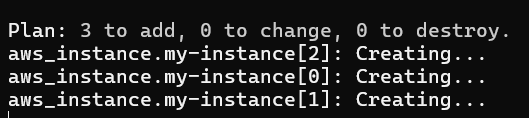 Plan: 3 to add, 0 to change, 0 to destroy.
aws_instance.my-instance[2]: Creating...
aws_instance.my-instance[0]: Creating...
aws_instance.my-instance[1]: Creating...